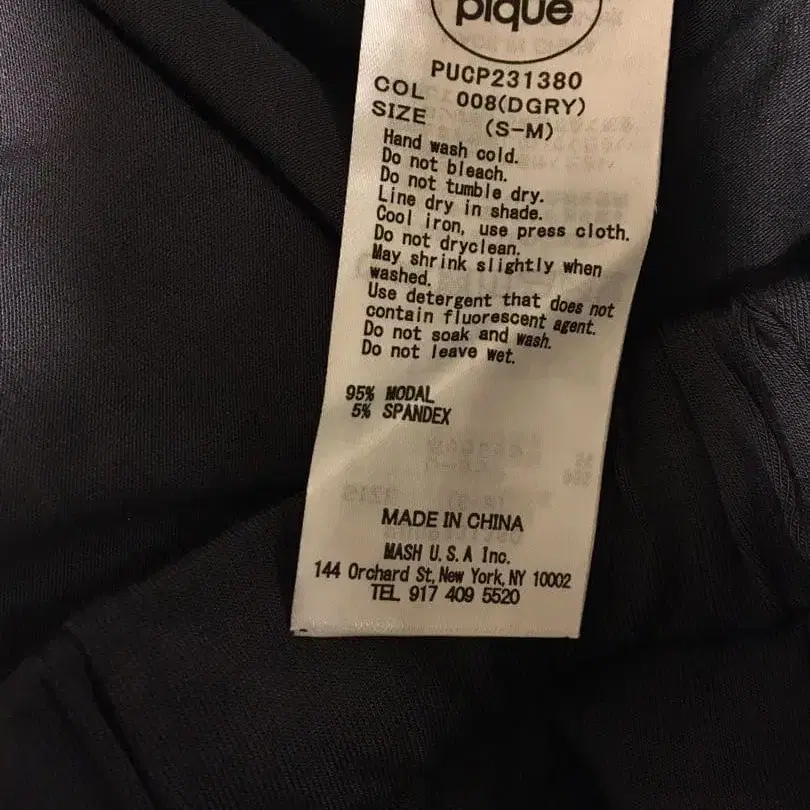 pique
PUCP231380
COL 008(DGRY)
SIZE (S-M)
Hand wash cold.
Do not bleach.
Do not tumble dry.
Line dry in shade.
Cool iron, use press cloth.
Do not dryclean.
May shrink slightly when
washed.
Use detergent that does not
contain fluorescent agent.
Do not soak and wash.
Do not leave wet.
95% MODAL
5% SPANDEX
MADE IN CHINA
MASH U.S.A Inc.
144 Orchard St, New York, NY 10002
TEL 917 409 5520